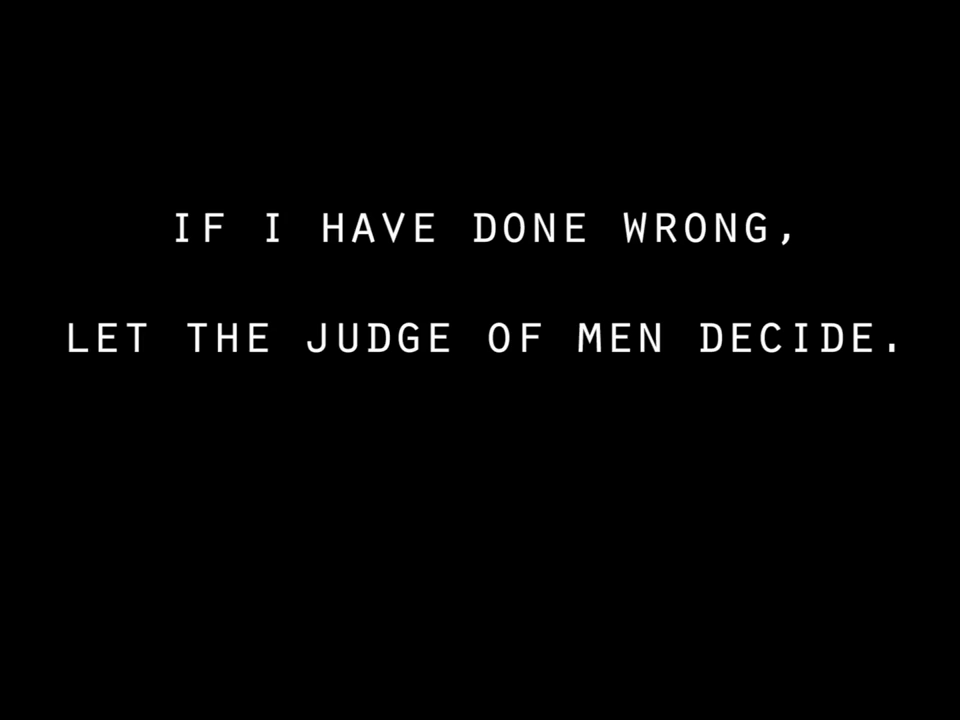 IF I HAVE DONE WRONG,
LET THE JUDGE OF MEN DECIDE.